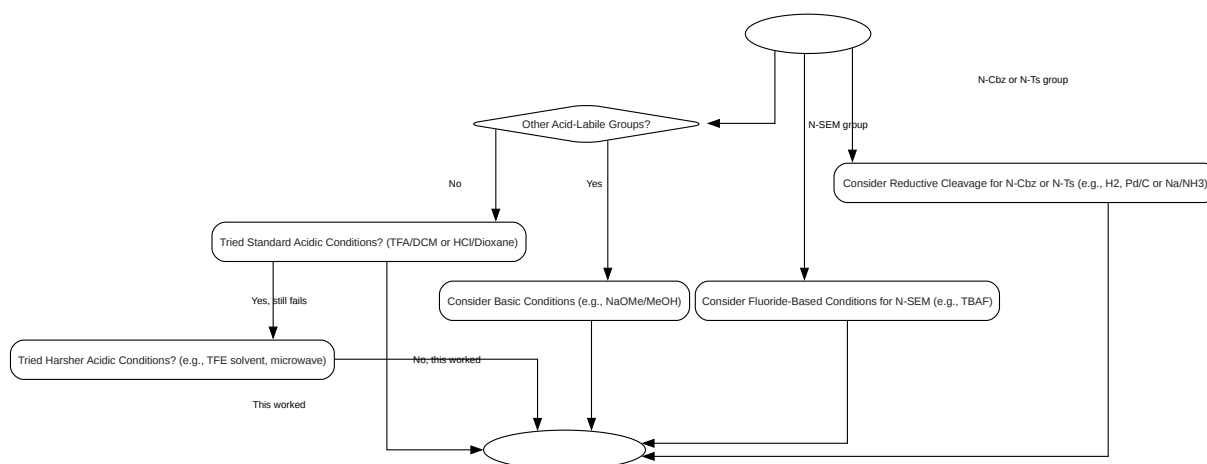 N-Cbz or N-Ts group
Other Acid-Labile Groups?
N-SEM group
No
Yes
Consider Reductive Cleavage for N-Cbz or N-Ts (e.g., H2, Pd/C or Na/NH3)
Tried Standard Acidic Conditions? (TFA/DCM or HCl/Dioxane)
Yes, still fails
Consider Basic Conditions (e.g., NaOMe/MeOH)
Consider Fluoride-Based Conditions for N-SEM (e.g., TBAF)
Tried Harsher Acidic Conditions? (e.g., TFE solvent, microwave)
No, this worked
This worked